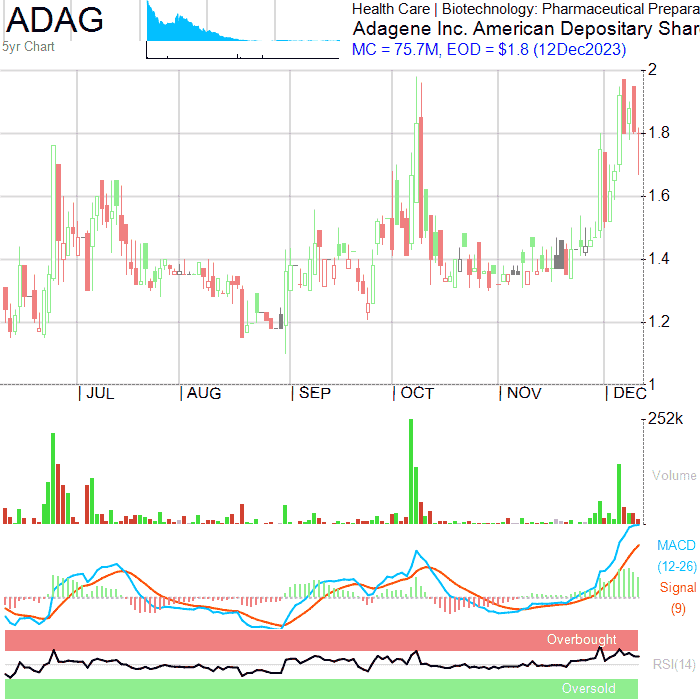 ADAG
5yr Chart
Health Care | Biotechnology: Pharmaceutical Prepara
Adagene Inc. American Depositary Shar
MC = 75.7M, EOD = $1.8 (12Dec2023)
2
1.8
1.6
1.4
1.2
1
| JUL | AUG | SEP | OCT | NOV | DEC
252k
Volume
MACD
(12-26)
Signal
(9)
Overbought
RSI(14)
Oversold